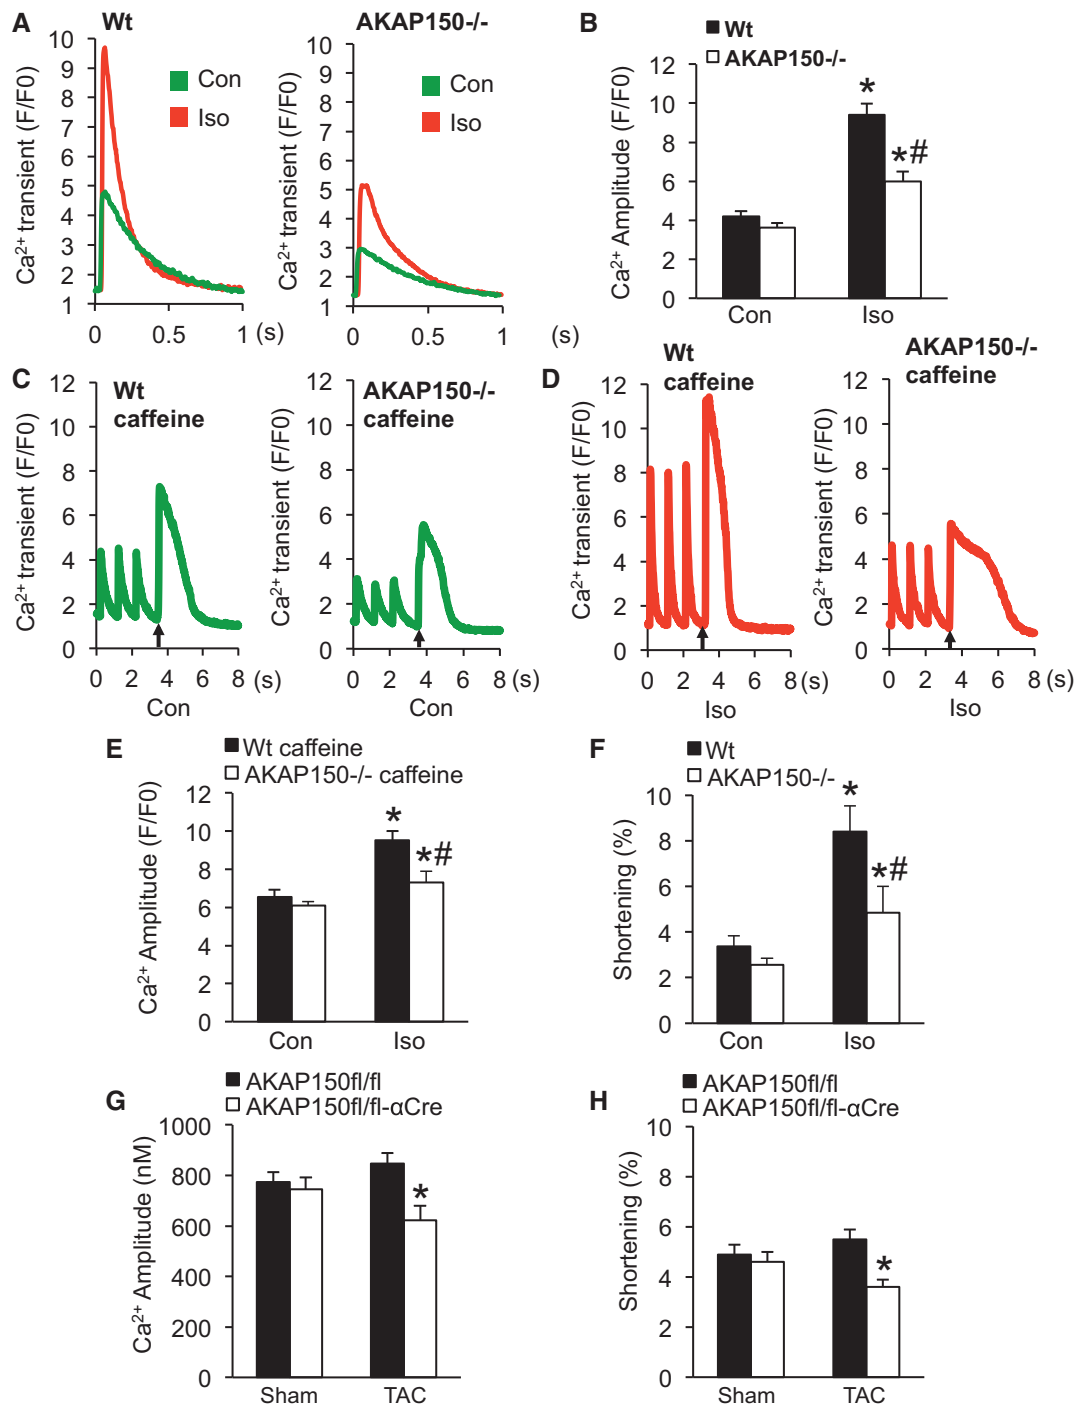 A Wt AKAP150-/-
Ca2+ transient (F/F0)
10
9
8
7
6
5
4
3
2
1
Con
Iso
0 0.5 1 (s)
Ca2+ transient (F/F0)
10
9
8
7
6
5
4
3
2
1
Con
Iso
0 0.5 1 (s)
B
Wt
AKAP150-/-
Ca2+ Amplitude (F/F0)
12
10
8
6
4
2
0
*
*#
Con Iso
C
Wt
caffeine
Ca2+ transient (F/F0)
12
10
8
6
4
2
0
0 2 4 6 8 (s)
Con
AKAP150-/-
caffeine
Ca2+ transient (F/F0)
12
10
8
6
4
2
0
0 2 4 6 8
Con
D
Wt
caffeine
Ca2+ transient (F/F0)
12
10
8
6
4
2
0
0 2 4 6 8 (s)
Iso
AKAP150-/-
caffeine
Ca2+ transient (F/F0)
12
10
8
6
4
2
0
0 2 4 6 8 (s)
Iso
E
Wt caffeine
AKAP150-/- caffeine
Ca2+ Amplitude (F/F0)
12
10
8
6
4
2
0
*
*#
Con Iso
F
Wt
AKAP150-/-
Shortening (%)
10
8
6
4
2
0
*
*#
Con Iso
G
AKAP150fl/fl
AKAP150fl/fl-αCre
Ca2+ Amplitude (nM)
1000
800
600
400
200
0
*
Sham TAC
H
AKAP150fl/fl
AKAP150fl/fl-αCre
Shortening (%)
10
8
6
4
2
0
*
Sham TAC